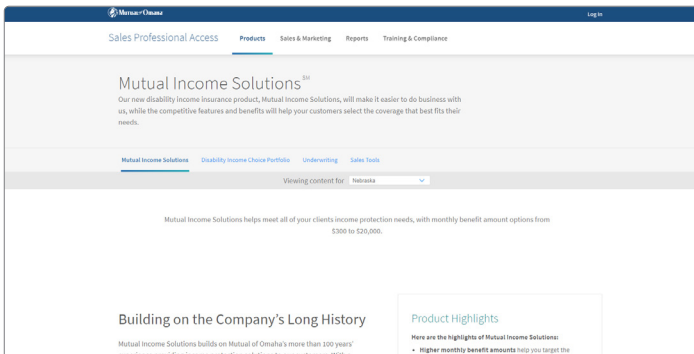 Mutual of Omaha
Log In
Sales Professional Access Products Sales & Marketing Reports Training & Compliance
Mutual Income Solutions℠
Our new disability income insurance product, Mutual Income Solutions, will make it easier to do business with
us, while the competitive features and benefits will help your customers select the coverage that best fits their
needs.
Mutual Income Solutions Disability Income Choice Portfolio Underwriting Sales Tools
Viewing content for Nebraska
Mutual Income Solutions helps meet all of your clients income protection needs, with monthly benefit amount options from
$300 to $20,000.
Building on the Company’s Long History
Mutual Income Solutions builds on Mutual of Omaha's more than 100 years'
Product Highlights
Here are the highlights of Mutual Income Solutions:
• Higher monthly benefit amounts help you target the